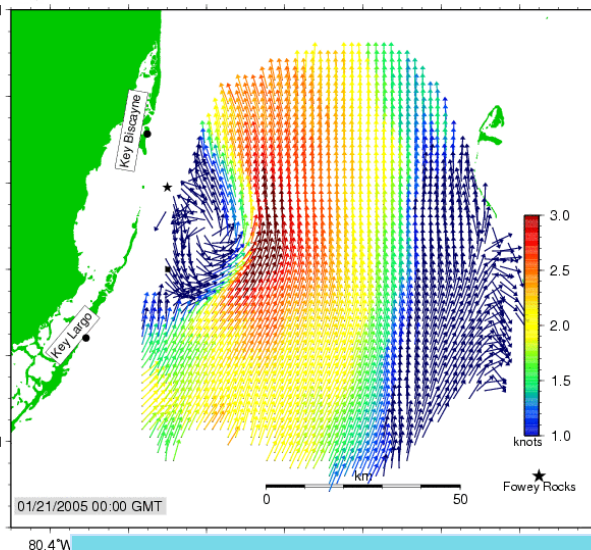 Key Biscayne
Key Largo
3.0
2.5
2.0
1.5
1.0
knots
km
0
50
Fowey Rocks
01/21/2005 00:00 GMT
80.4°W